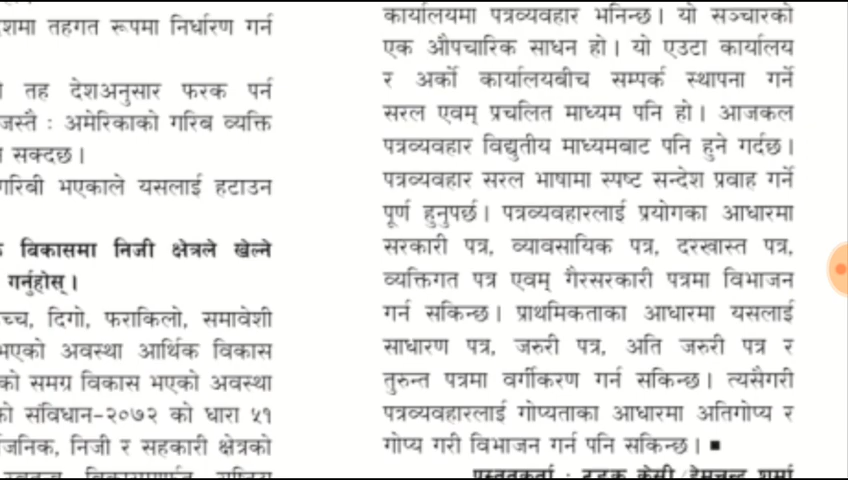 शमा तहगत रूपमा निर्धारण गर्न
तह देशअनुसार फरक पर्न
जस्तै : अमेरिकाको गरिब व्यक्ति
सक्दछ।
गरिबी भएकाले यसलाई हटाउन
विकासमा निजी क्षेत्रले खेल्ने
गर्नुहोस्।
च्च, दिगो, फराकिलो, समावेशी
भएको अवस्था आर्थिक विकास
को समग्र विकास भएको अवस्था
को संविधान-२०७२ को धारा ५१
जनिक, निजी र सहकारी क्षेत्रको
कार्यालयमा पत्रव्यवहार भनिन्छ। यो सञ्चारको
एक औपचारिक साधन हो। यो एउटा कार्यालय
र अर्को कार्यालयबीच सम्पर्क स्थापना गर्ने
सरल एवम् प्रचलित माध्यम पनि हो। आजकल
पत्रव्यवहार विद्युतीय माध्यमबाट पनि हुने गर्दछ।
पत्रव्यवहार सरल भाषामा स्पष्ट सन्देश प्रवाह गर्ने
पूर्ण हुनुपर्छ। पत्रव्यवहारलाई प्रयोगका आधारमा
सरकारी पत्र, व्यावसायिक पत्र, दरखास्त पत्र,
व्यक्तिगत पत्र एवम् गैरसरकारी पत्रमा विभाजन
गर्न सकिन्छ। प्राथमिकताका आधारमा यसलाई
साधारण पत्र, जरुरी पत्र, अति जरुरी पत्र र
तुरुन्त पत्रमा वर्गीकरण गर्न सकिन्छ। त्यसैगरी
पत्रव्यवहारलाई गोप्यताका आधारमा अतिगोप्य र
गोप्य गरी विभाजन गर्न पनि सकिन्छ। ■